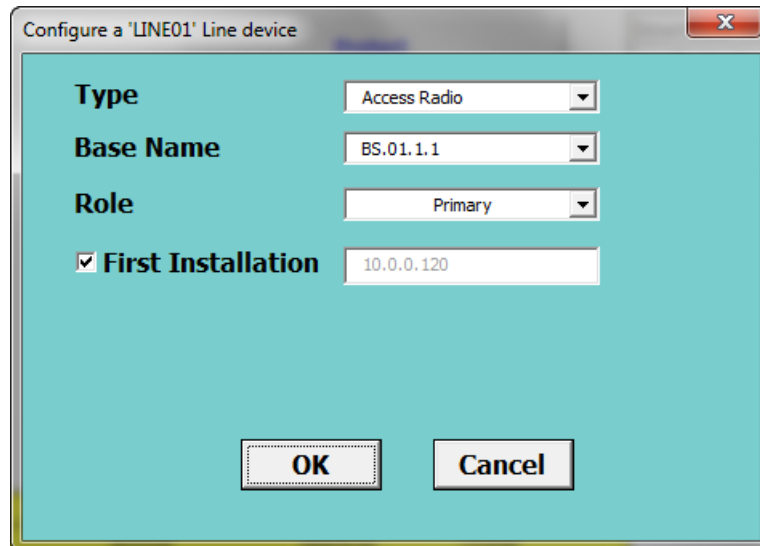 Configure a 'LINE01' Line device
Type
Access Radio
Base Name
BS.01.1.1
Role
Primary
First Installation
10.0.0.120
OK
Cancel